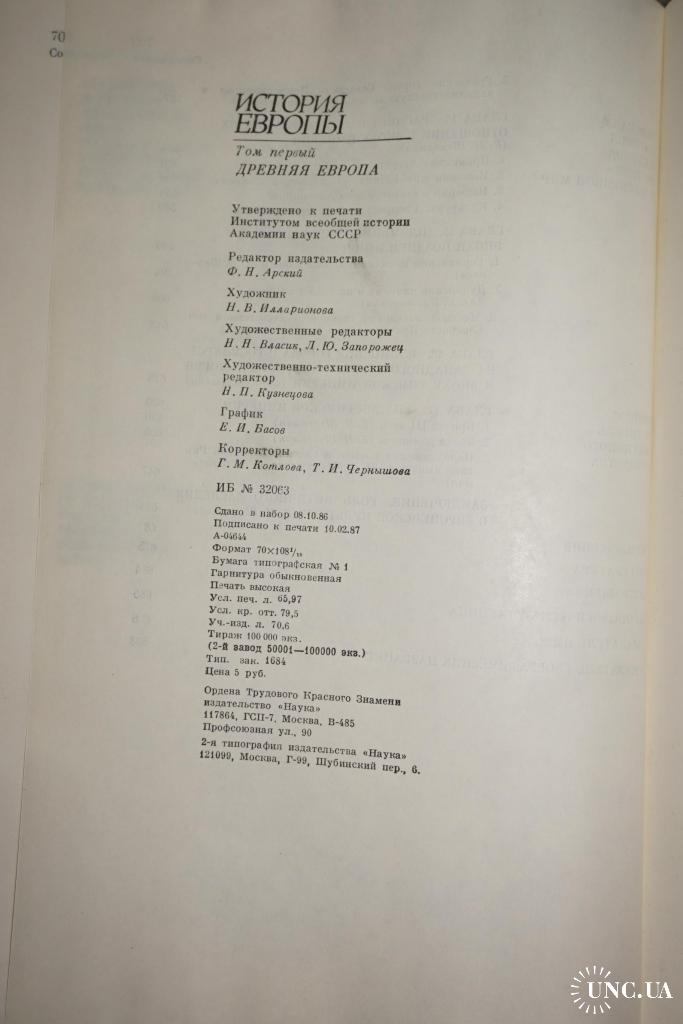 70
Со
ИСТОРИЯ
ЕВРОПЫ
Том первый
ДРЕВНЯЯ ЕВРОПА
Утверждено к печати
Институтом всеобщей истории
Академии наук СССР
Редактор издательства
Ф. Н. Арский
Художник
Н. В. Илларионова
Художественные редакторы
Н. Н. Власик, Л. Ю. Запорожец
Художественно-технический
редактор
Н. П. Кузнецова
График
Е. И. Басов
Корректоры
Г. М. Котлова, Т. И. Чернышова
ИБ № 32063
Сдано в набор 08.10.86
Подписано к печати 10.02.87
А-04644
Формат 70×108¹/₁₆
Бумага типографская № 1
Гарнитура обыкновенная
Печать высокая
Усл. печ. л. 65,97
Усл. кр. отт. 79,5
Уч.-изд. л. 70,6
Тираж 100 000 экз.
(2-й завод 50001—100000 экз.)
Тип. зак. 1684
Цена 5 руб.
Ордена Трудового Красного Знамени
издательство «Наука»
117864, ГСП-7, Москва, В-485
Профсоюзная ул., 90
2-я типография издательства «Наука»
121099, Москва, Г-99, Шубинский пер., 6.
UNC.UA